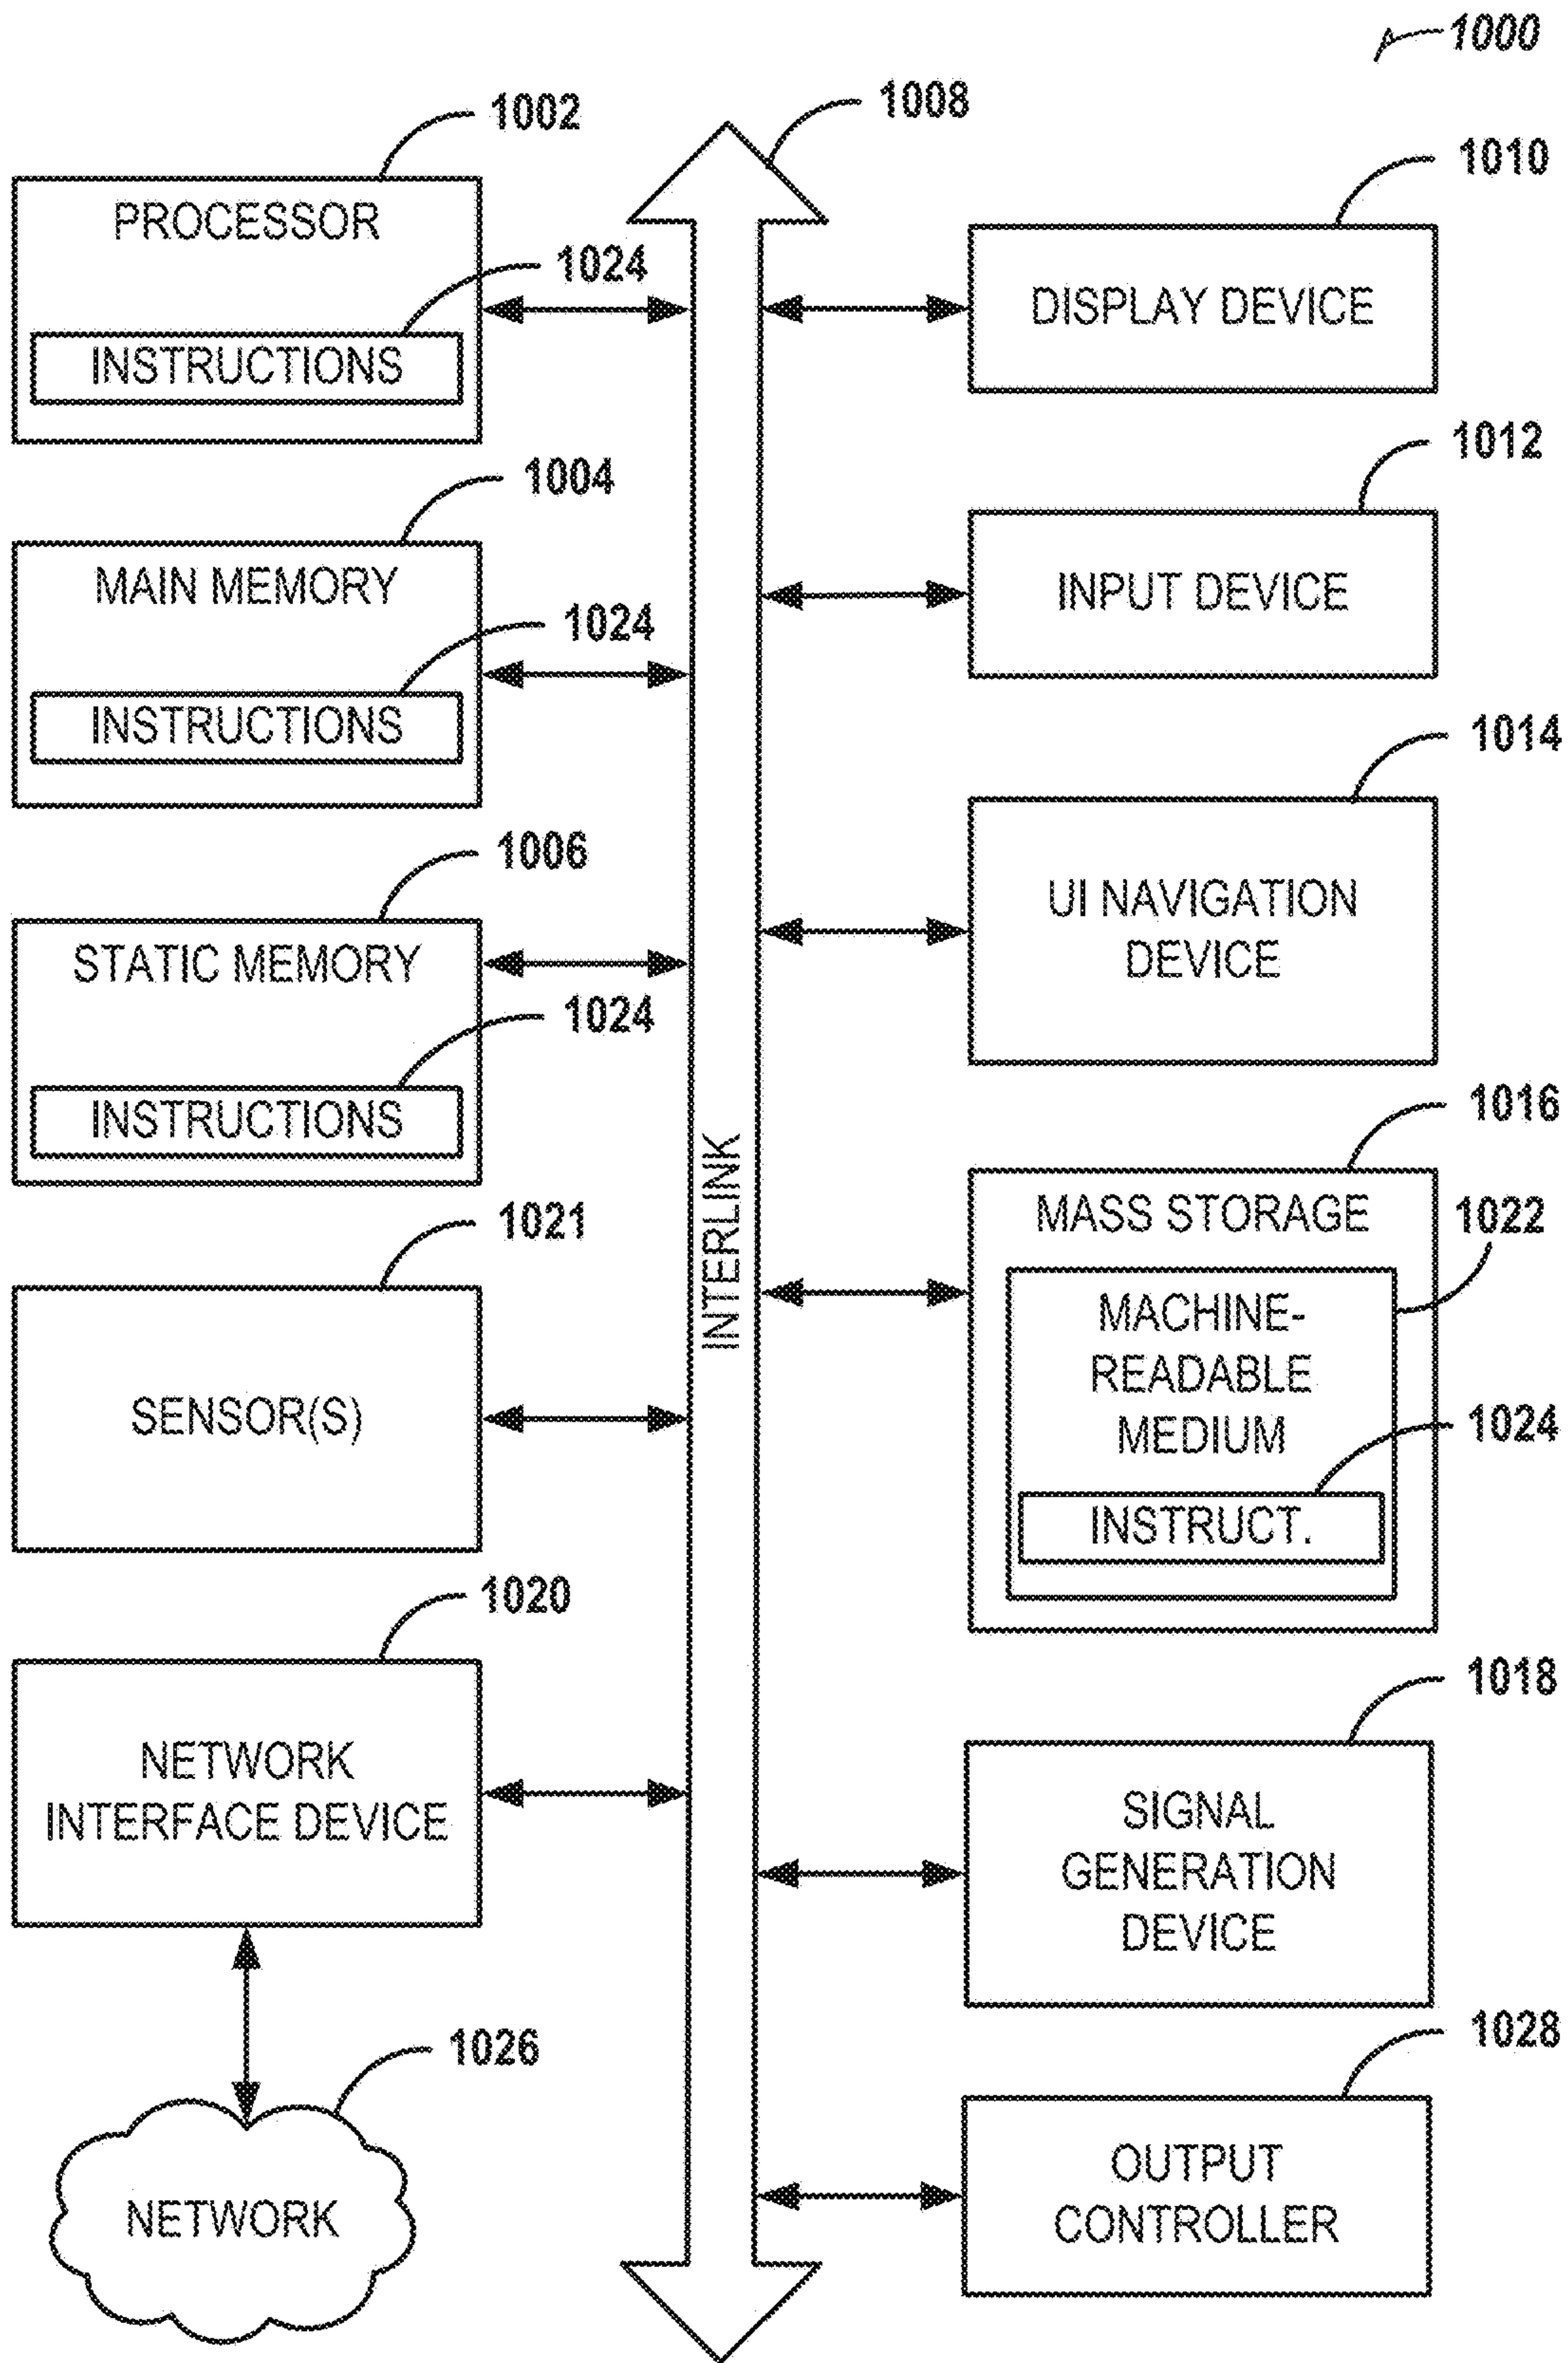 1000
1002
PROCESSOR
1024
INSTRUCTIONS
1004
MAIN MEMORY
1024
INSTRUCTIONS
1006
STATIC MEMORY
1024
INSTRUCTIONS
1021
SENSOR(S)
1020
NETWORK
INTERFACE DEVICE
1026
NETWORK
1008
INTERLINK
1010
DISPLAY DEVICE
1012
INPUT DEVICE
1014
UI NAVIGATION
DEVICE
1016
MASS STORAGE
1022
MACHINE-
READABLE
MEDIUM
1024
INSTRUCT.
1018
SIGNAL
GENERATION
DEVICE
1028
OUTPUT
CONTROLLER